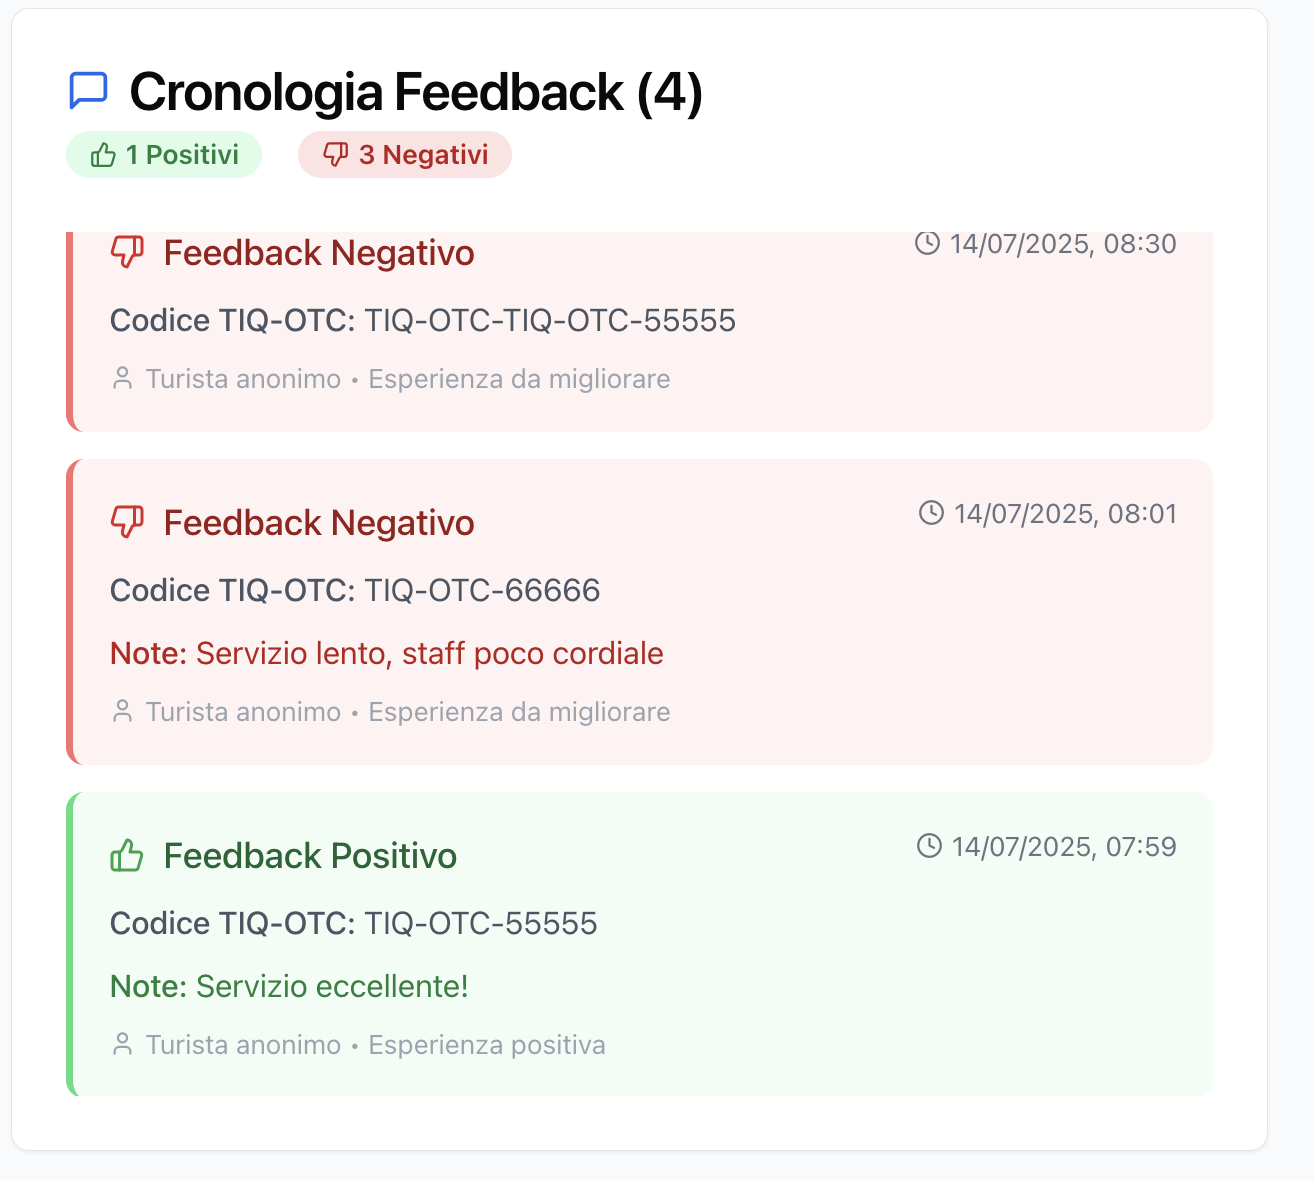 Cronologia Feedback (4)
1 Positivi
3 Negativi
Feedback Negativo
14/07/2025, 08:30
Codice TIQ-OTC: TIQ-OTC-TIQ-OTC-55555
Turista anonimo • Esperienza da migliorare
Feedback Negativo
14/07/2025, 08:01
Codice TIQ-OTC: TIQ-OTC-66666
Note: Servizio lento, staff poco cordiale
Turista anonimo • Esperienza da migliorare
Feedback Positivo
14/07/2025, 07:59
Codice TIQ-OTC: TIQ-OTC-55555
Note: Servizio eccellente!
Turista anonimo • Esperienza positiva